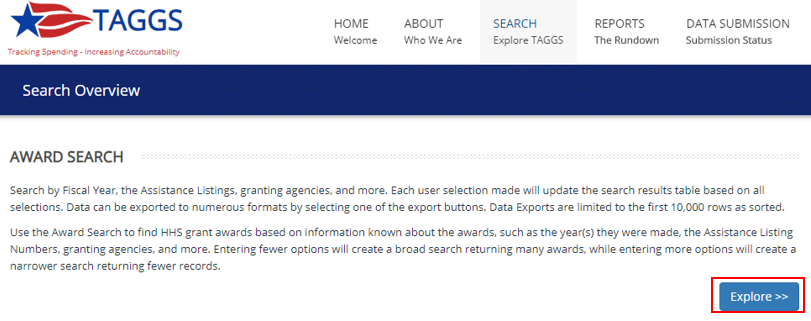 TAGGS
Tracking Spending - Increasing Accountability
HOME ABOUT SEARCH REPORTS DATA SUBMISSION
Welcome Who We Are Explore TAGGS The Rundown Submission Status
Search Overview
AWARD SEARCH
Search by Fiscal Year, the Assistance Listings, granting agencies, and more. Each user selection made will update the search results table based on all
selections. Data can be exported to numerous formats by selecting one of the export buttons. Data Exports are limited to the first 10,000 rows as sorted.
Use the Award Search to find HHS grant awards based on information known about the awards, such as the year(s) they were made, the Assistance Listing
Numbers, granting agencies, and more. Entering fewer options will create a broad search returning many awards, while entering more options will create a
narrower search returning fewer records.
Explore >>